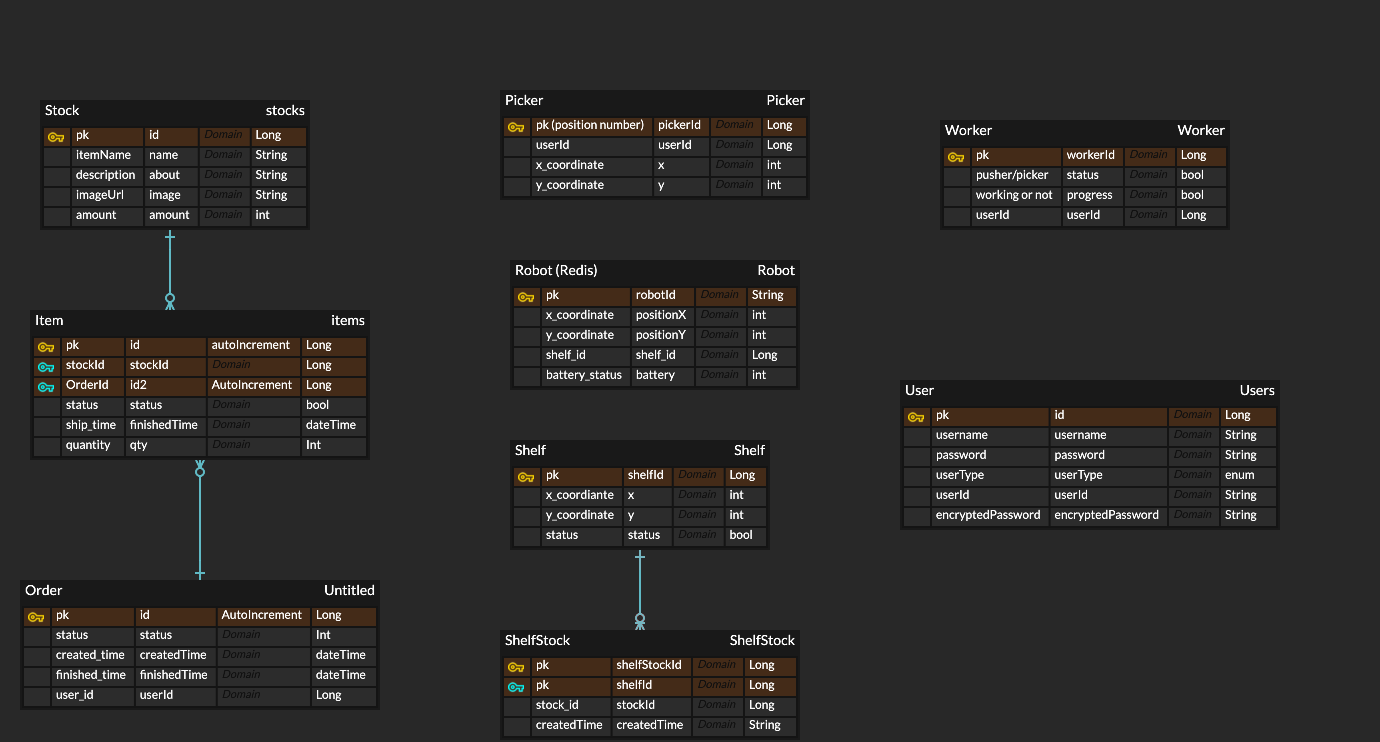 Stock stocks
pk id Domain Long
itemName name Domain String
description about Domain String
imageUrl image Domain String
amount amount Domain int
Item items
pk id autoIncrement Long
stockId stockId Domain Long
OrderId id2 AutoIncrement Long
status status Domain bool
ship_time finishedTime Domain dateTime
quantity qty Domain Int
Order Untitled
pk id AutoIncrement Long
status status Domain Int
created_time createdTime Domain dateTime
finished_time finishedTime Domain dateTime
user_id userId Domain Long
Picker Picker
pk (position number) pickerId Domain Long
userId userId Domain Long
x_coordinate x Domain int
y_coordinate y Domain int
Robot (Redis) Robot
pk robotId Domain String
x_coordinate positionX Domain int
y_coordinate positionY Domain int
shelf_id shelf_id Domain Long
battery_status battery Domain int
Shelf Shelf
pk shelfId Domain Long
x_coordiante x Domain int
y_coordinate y Domain int
status status Domain bool
ShelfStock ShelfStock
pk shelfStockId Domain Long
pk shelfId Domain Long
stock_id stockId Domain Long
createdTime createdTime Domain String
Worker Worker
pk workerId Domain Long
pusher/picker status Domain bool
working or not progress Domain bool
userId userId Domain Long
User Users
pk id Domain Long
username username Domain String
password password Domain String
userType userType Domain enum
userId userId Domain String
encryptedPassword encryptedPassword Domain String